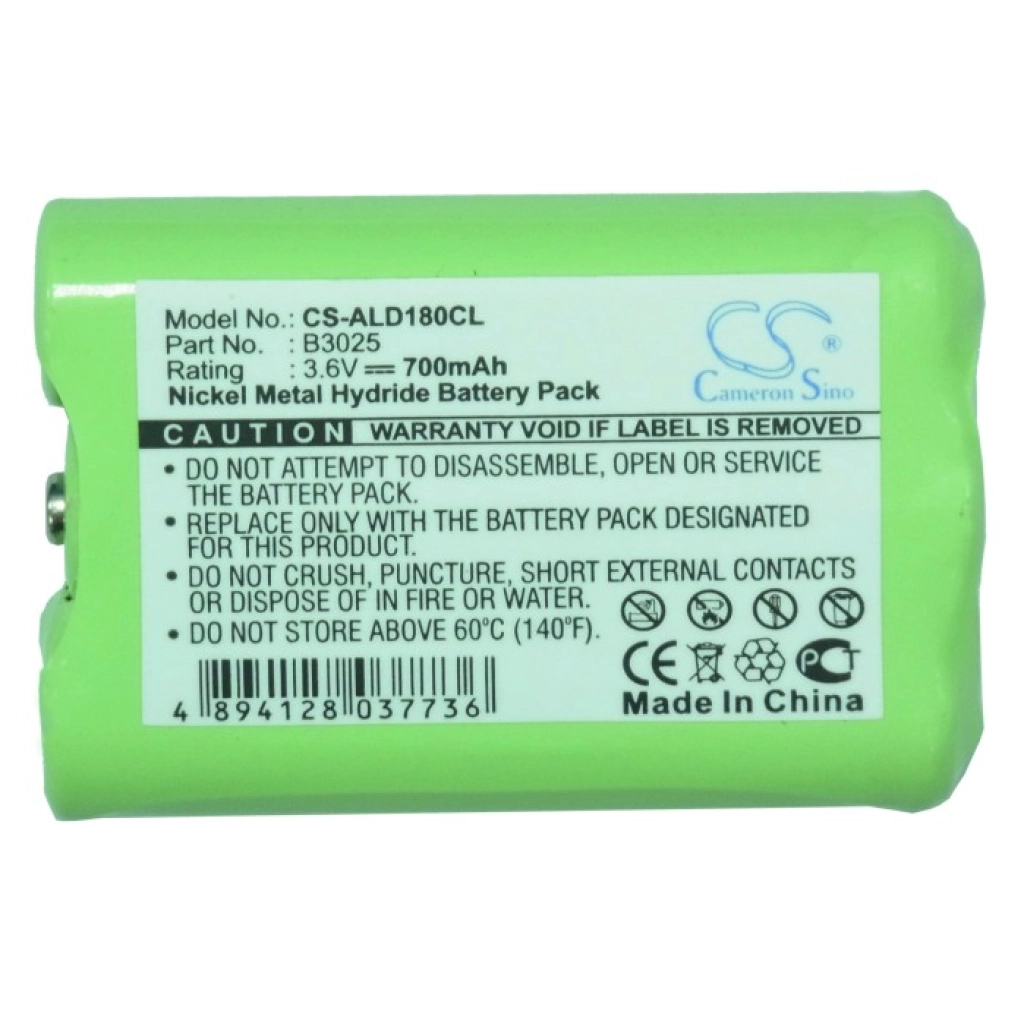 Model No.: CS-ALD180CL
Part No. : B3025
Rating : 3.6V 700mAh
Nickel Metal Hydride Battery Pack
CS ®
Cameron Sino
CAUTION WARRANTY VOID IF LABEL IS REMOVED
• DO NOT ATTEMPT TO DISASSEMBLE, OPEN OR SERVICE
THE BATTERY PACK.
• REPLACE ONLY WITH THE BATTERY PACK DESIGNATED
FOR THIS PRODUCT.
• DO NOT CRUSH, PUNCTURE, SHORT EXTERNAL CONTACTS
OR DISPOSE OF IN FIRE OR WATER.
• DO NOT STORE ABOVE 60°C (140°F).
CE PCT
4 894128 037736
Made In China